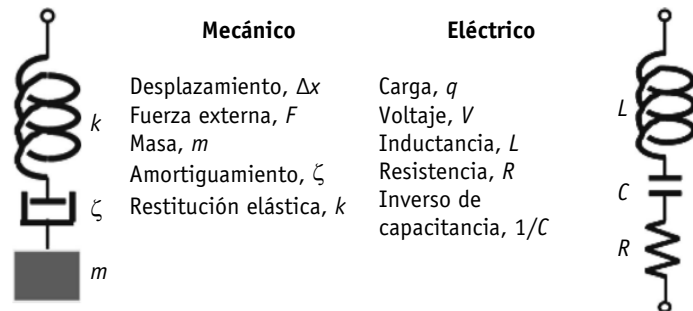 Mecánico Eléctrico
Desplazamiento, Δx Carga, q
Fuerza externa, F Voltaje, V
Masa, m Inductancia, L
Amortiguamiento, ζ Resistencia, R
Restitución elástica, k Inverso de
capacitancia, 1/C
k
ζ
m
L
C
R